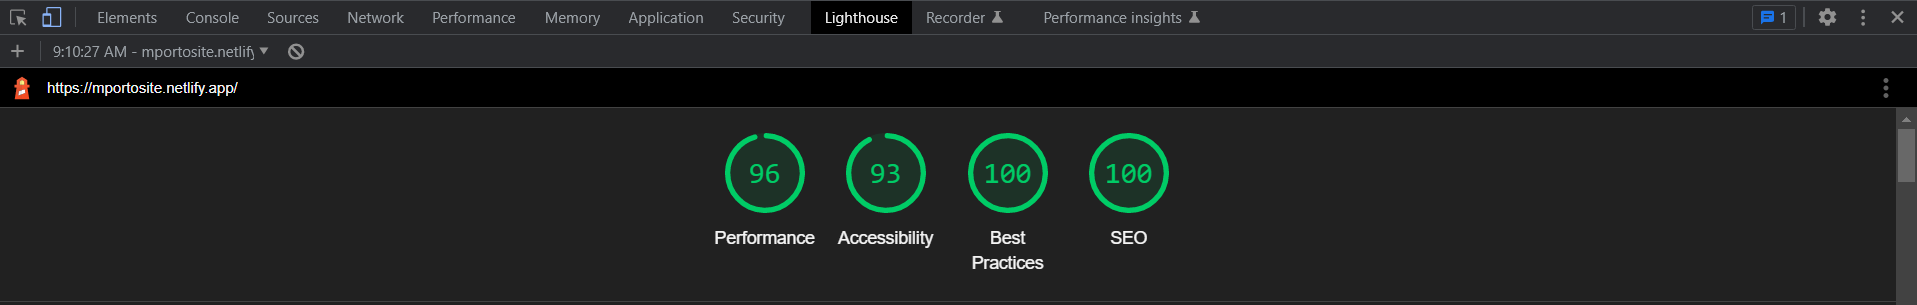 Elements Console Sources Network Performance Memory Application Security Lighthouse Recorder Performance insights 1
9:10:27 AM - mportosite.netlify
https://mportosite.netlify.app/
96 93 100 100
Performance Accessibility Best SEO
Practices